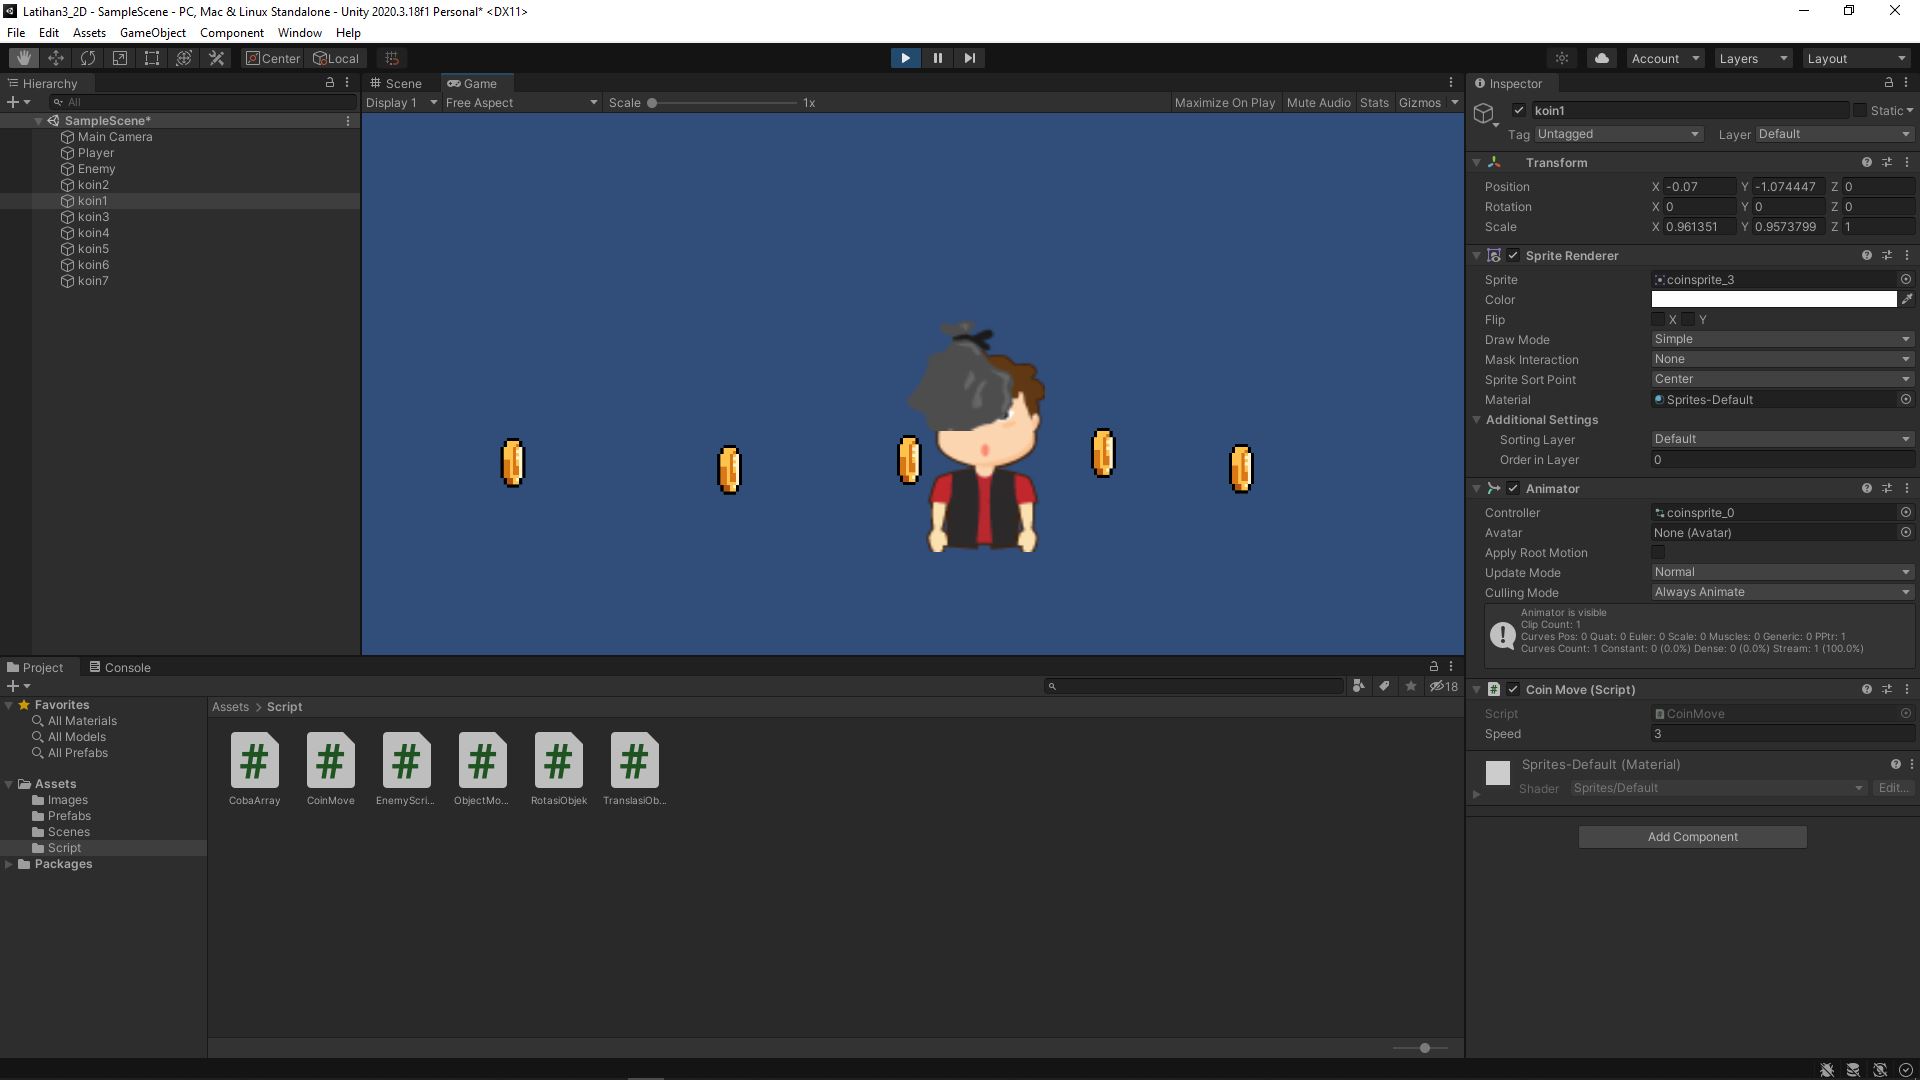 Latihan3_2D - SampleScene - PC, Mac & Linux Standalone - Unity 2020.3.18f1 Personal* <DX11>
File Edit Assets GameObject Component Window Help
Center Local Account Layers Layout
Hierarchy
All
SampleScene*
Main Camera
Player
Enemy
koin2
koin1
koin3
koin4
koin5
koin6
koin7
Scene Game
Display 1 Free Aspect Scale 1x Maximize On Play Mute Audio Stats Gizmos
Inspector
koin1 Static
Tag Untagged Layer Default
Transform
Position X -0.07 Y -1.074447 Z 0
Rotation X 0 Y 0 Z 0
Scale X 0.961351 Y 0.9573799 Z 1
Sprite Renderer
Sprite coinsprite_3
Color
Flip X Y
Draw Mode Simple
Mask Interaction None
Sprite Sort Point Center
Material Sprites-Default
Additional Settings
Sorting Layer Default
Order in Layer 0
Animator
Controller coinsprite_0
Avatar None (Avatar)
Apply Root Motion
Update Mode Normal
Culling Mode Always Animate
Animator is visible
Clip Count: 1
Curves Pos: 0 Quat: 0 Euler: 0 Scale: 0 Muscles: 0 Generic: 0 PPtr: 1
Curves Count: 1 Constant: 0 (0.0%) Dense: 0 (0.0%) Stream: 1 (100.0%)
Coin Move (Script)
Script CoinMove
Speed 3
Sprites-Default (Material)
Shader Sprites/Default Edit...
Add Component
Project Console
18
Favorites
All Materials
All Models
All Prefabs
Assets
Images
Prefabs
Scenes
Script
Packages
Assets > Script
CobaArray CoinMove EnemyScri... ObjectMo... RotasiObjek TranslasiOb...